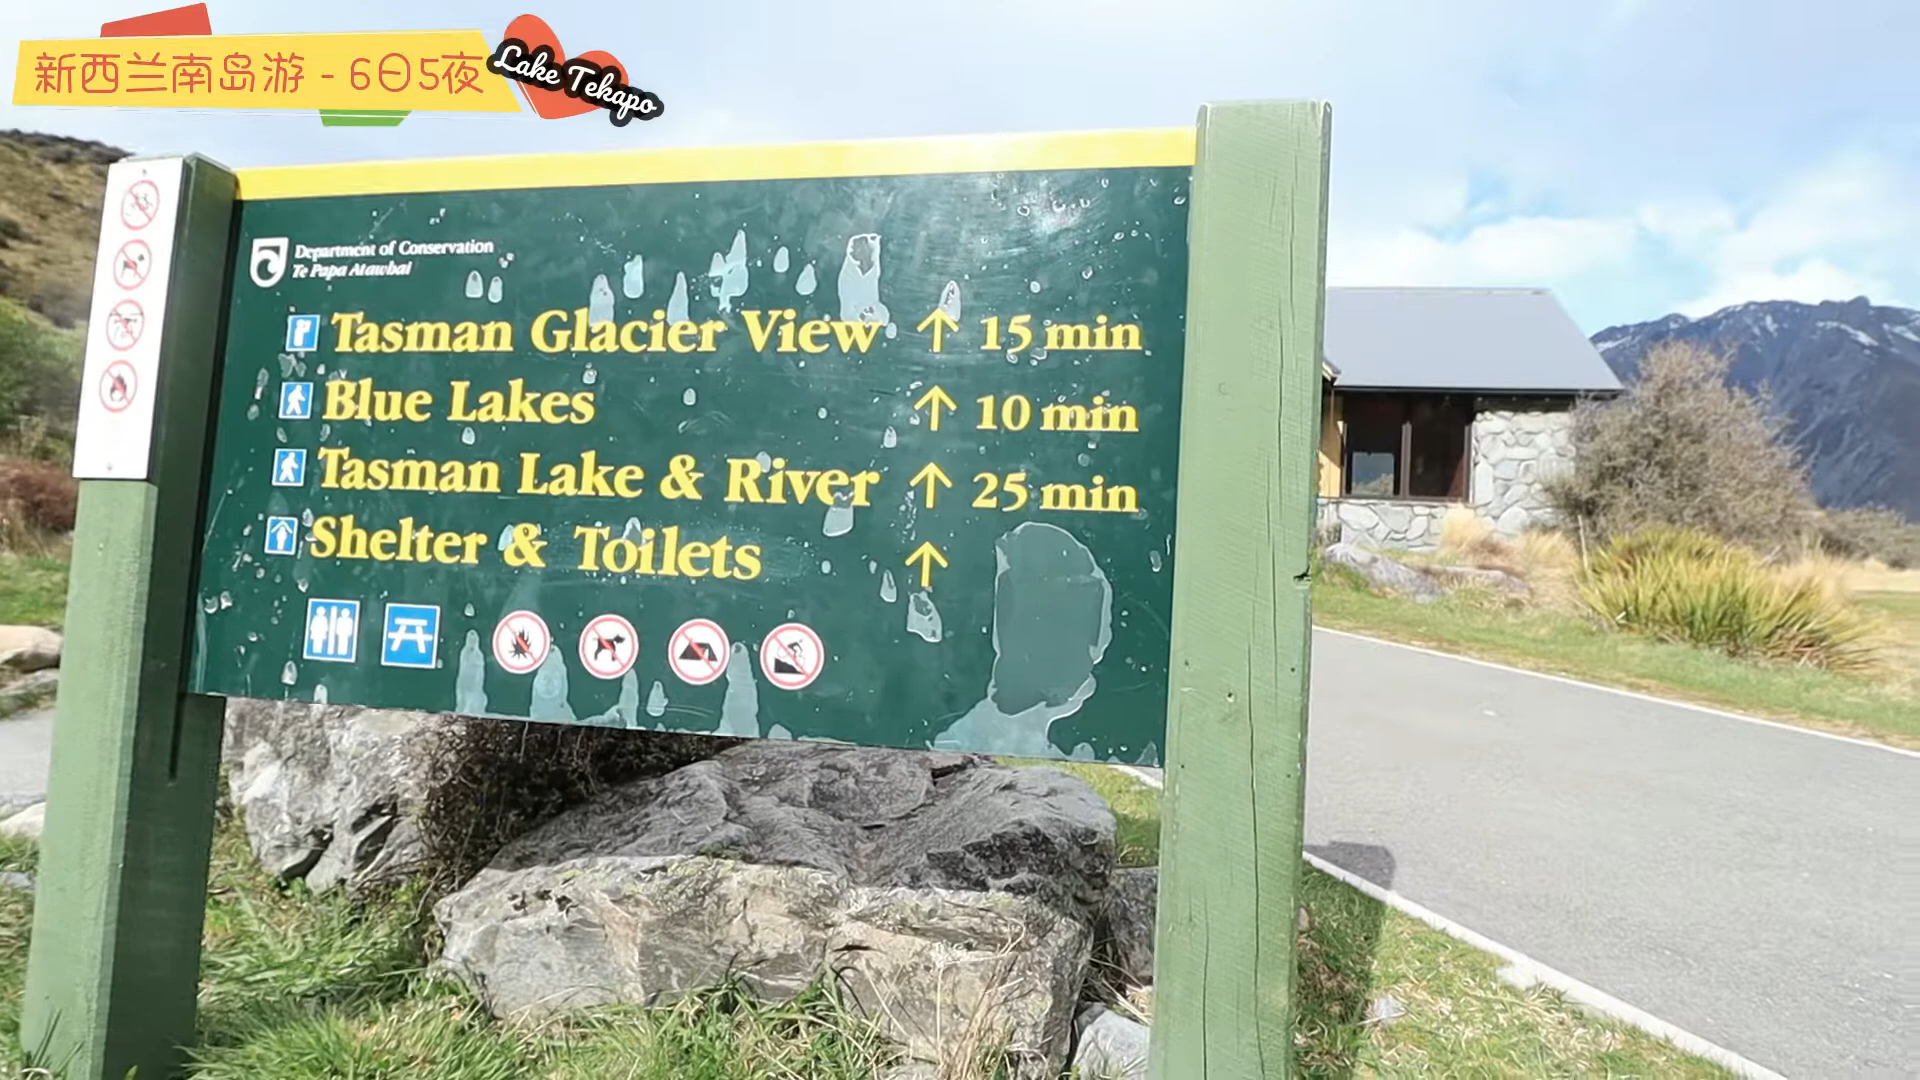 新西兰南岛游 - 6日5夜
Lake Tekapo
Department of Conservation
Te Papa Atawhai
Tasman Glacier View ↑ 15 min
Blue Lakes ↑ 10 min
Tasman Lake & River ↑ 25 min
Shelter & Toilets ↑